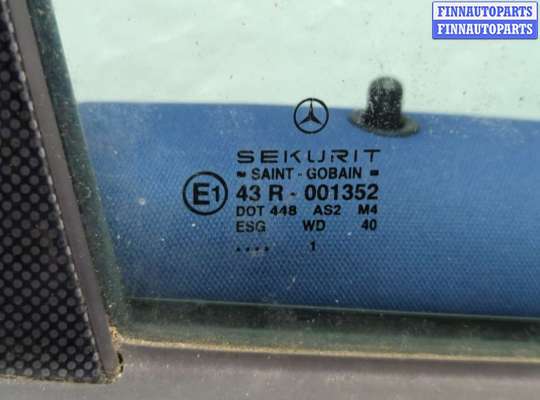 FINNAUTOPARTS
FINNAUTOPARTS
SEKURIT
SAINT-GOBAIN
E1 43 R - 001352
DOT 448 AS2 M4
ESG WD 40
.... 1